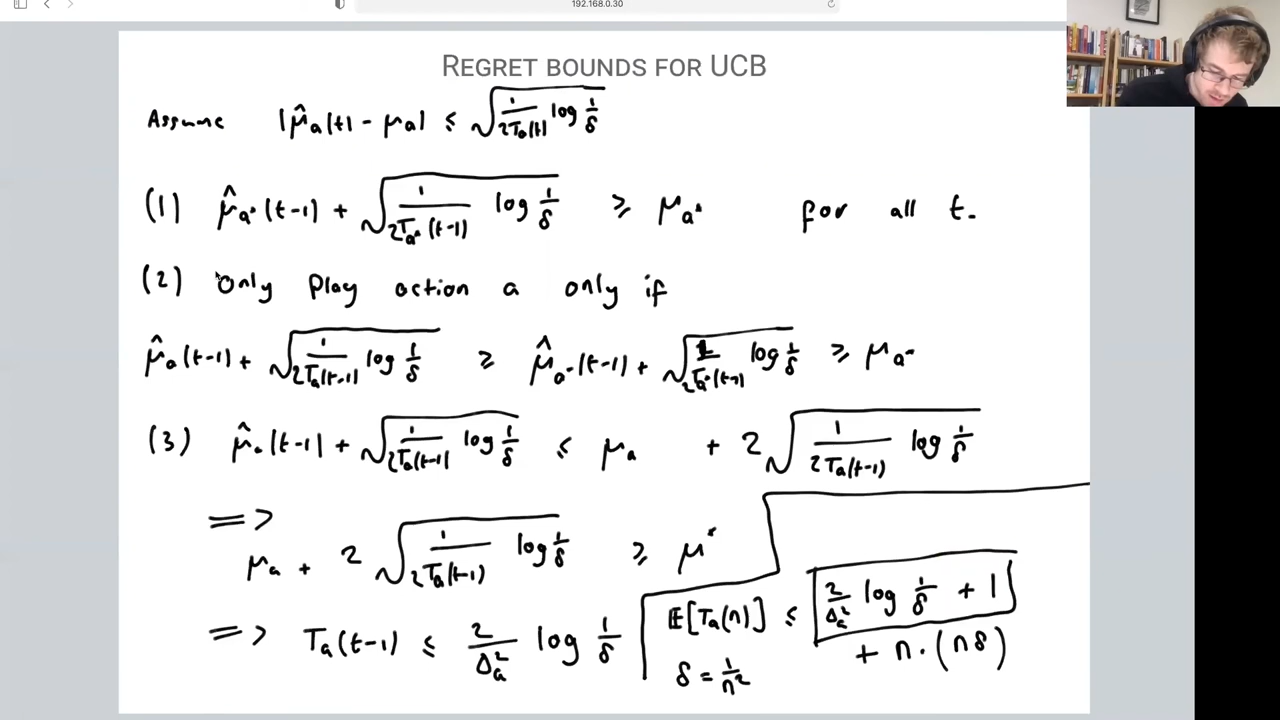 192.168.0.30
REGRET BOUNDS FOR UCB
Assume |μ̂a(t) - μa| ≤ √(1/(2Ta(t)) log 1/δ)
(1) μ̂a*(t-1) + √(1/(2Ta*(t-1)) log 1/δ) ≥ μa* for all t.
(2) only play action a only if
μ̂a(t-1) + √(1/(2Ta(t-1)) log 1/δ) ≥ μ̂a*(t-1) + √(1/(2Ta*(t-1)) log 1/δ) ≥ μa*
(3) μ̂a(t-1) + √(1/(2Ta(t-1)) log 1/δ) ≤ μa + 2√(1/(2Ta(t-1)) log 1/δ)
=>
μa + 2√(1/(2Ta(t-1)) log 1/δ) ≥ μ*
=> Ta(t-1) ≤ 2/Δa² log 1/δ
E[Ta(n)] ≤ 2/Δa² log 1/δ + 1
+ n·(nδ)
δ = 1/n²